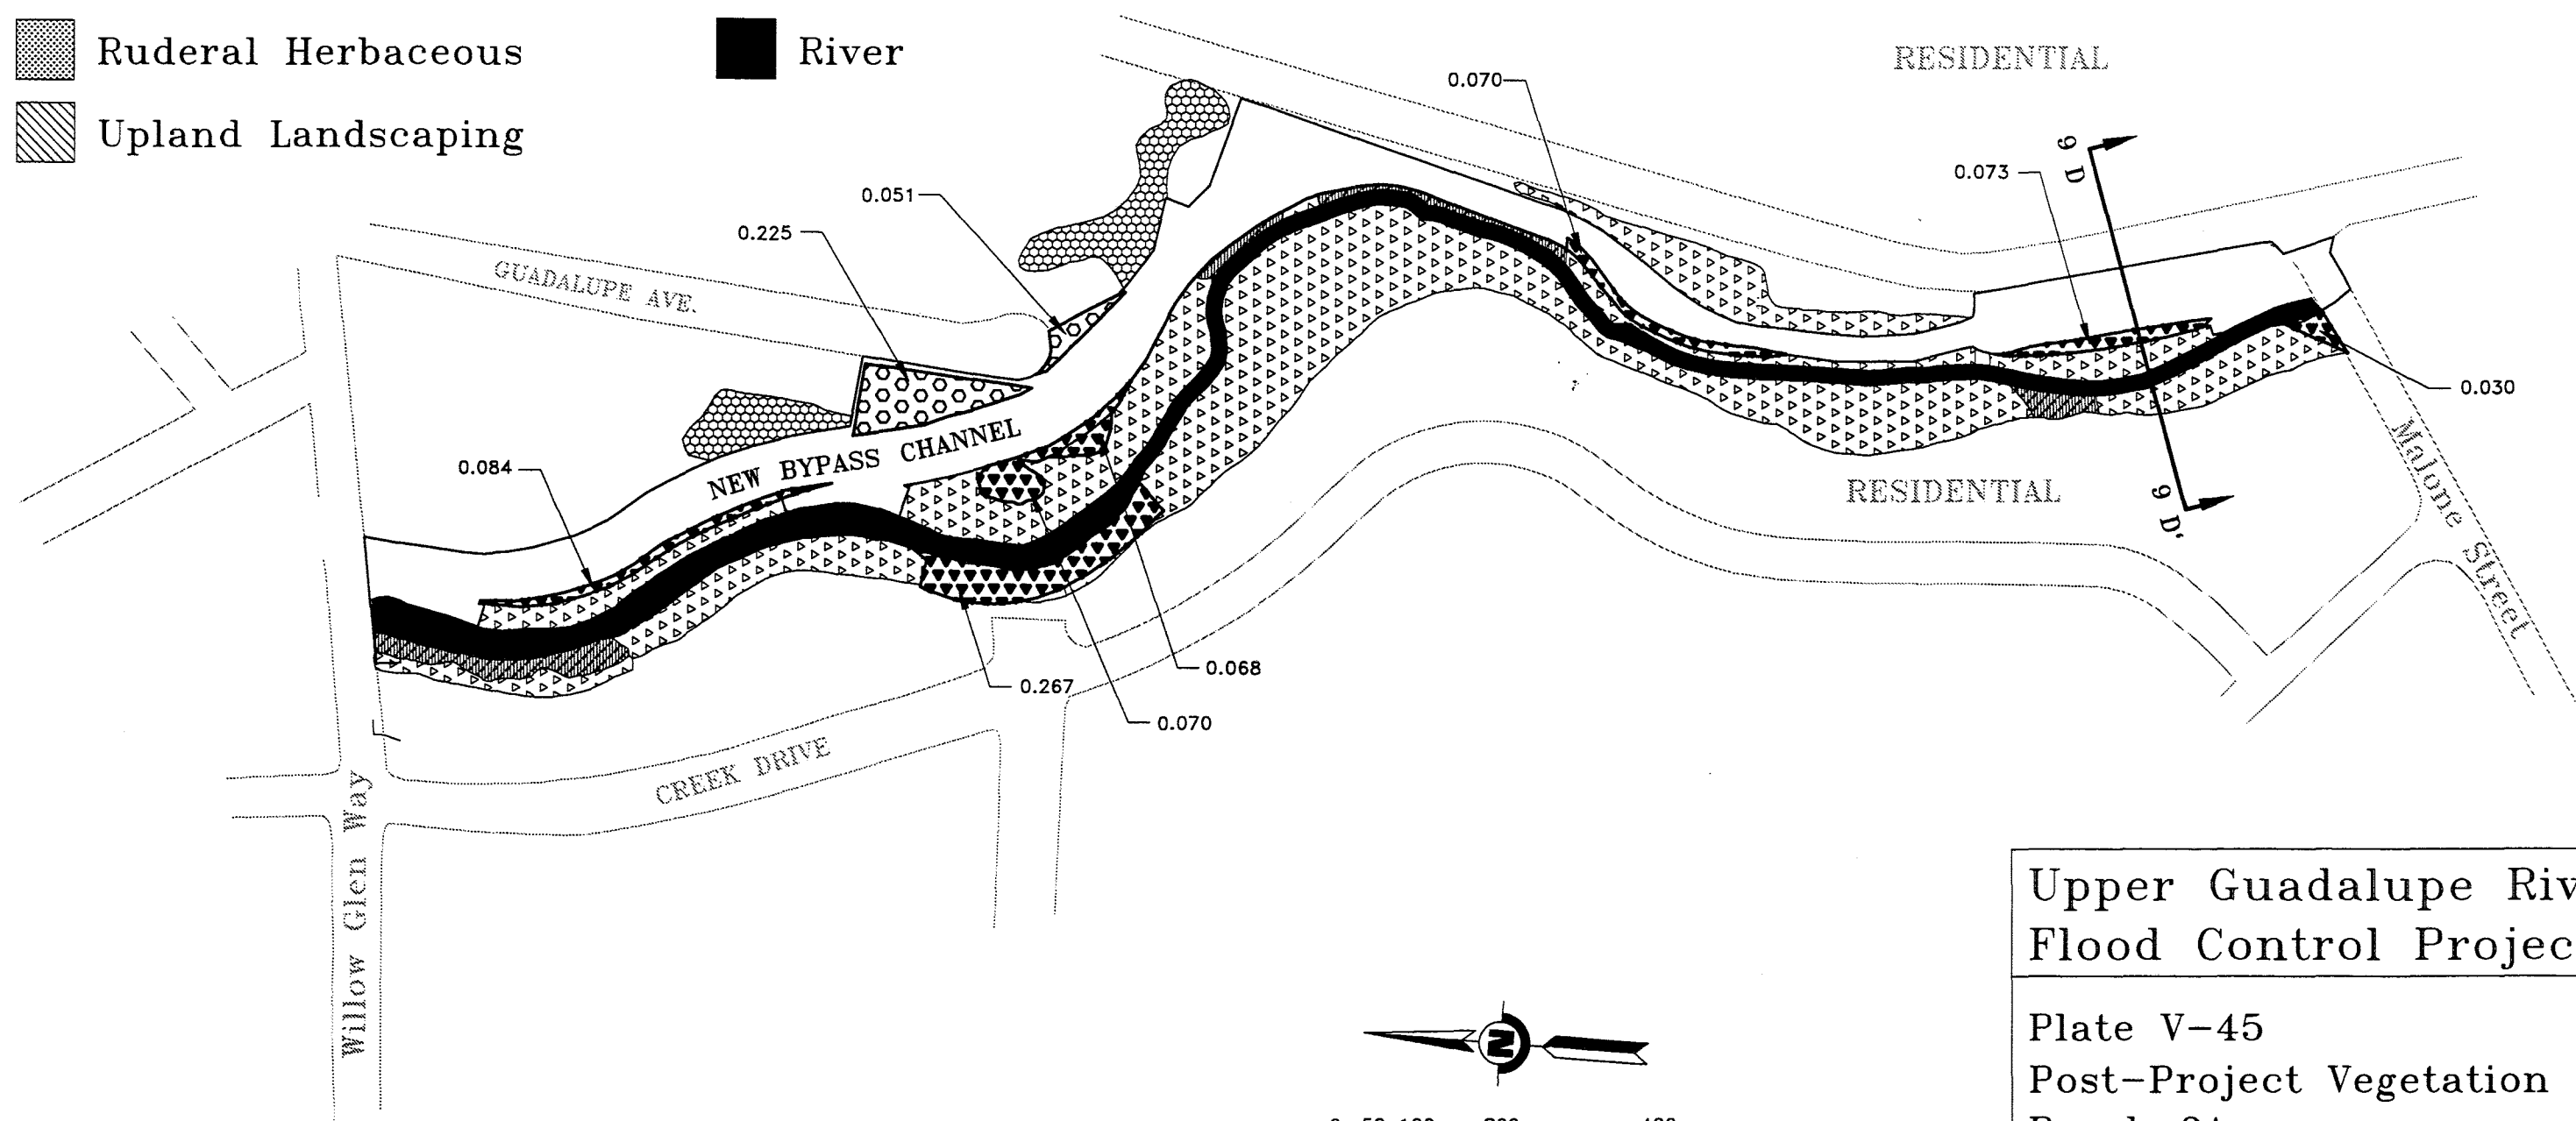 Ruderal Herbaceous
River
Upland Landscaping
RESIDENTIAL
0.070
0.073
9 D
0.051
0.225
GUADALUPE AVE.
0.030
NEW BYPASS CHANNEL
0.084
RESIDENTIAL
9 D'
Malone Street
0.068
0.267
0.070
CREEK DRIVE
Willow Glen Way
Upper Guadalupe Riv
Flood Control Projec
N
Plate V-45
Post-Project Vegetation